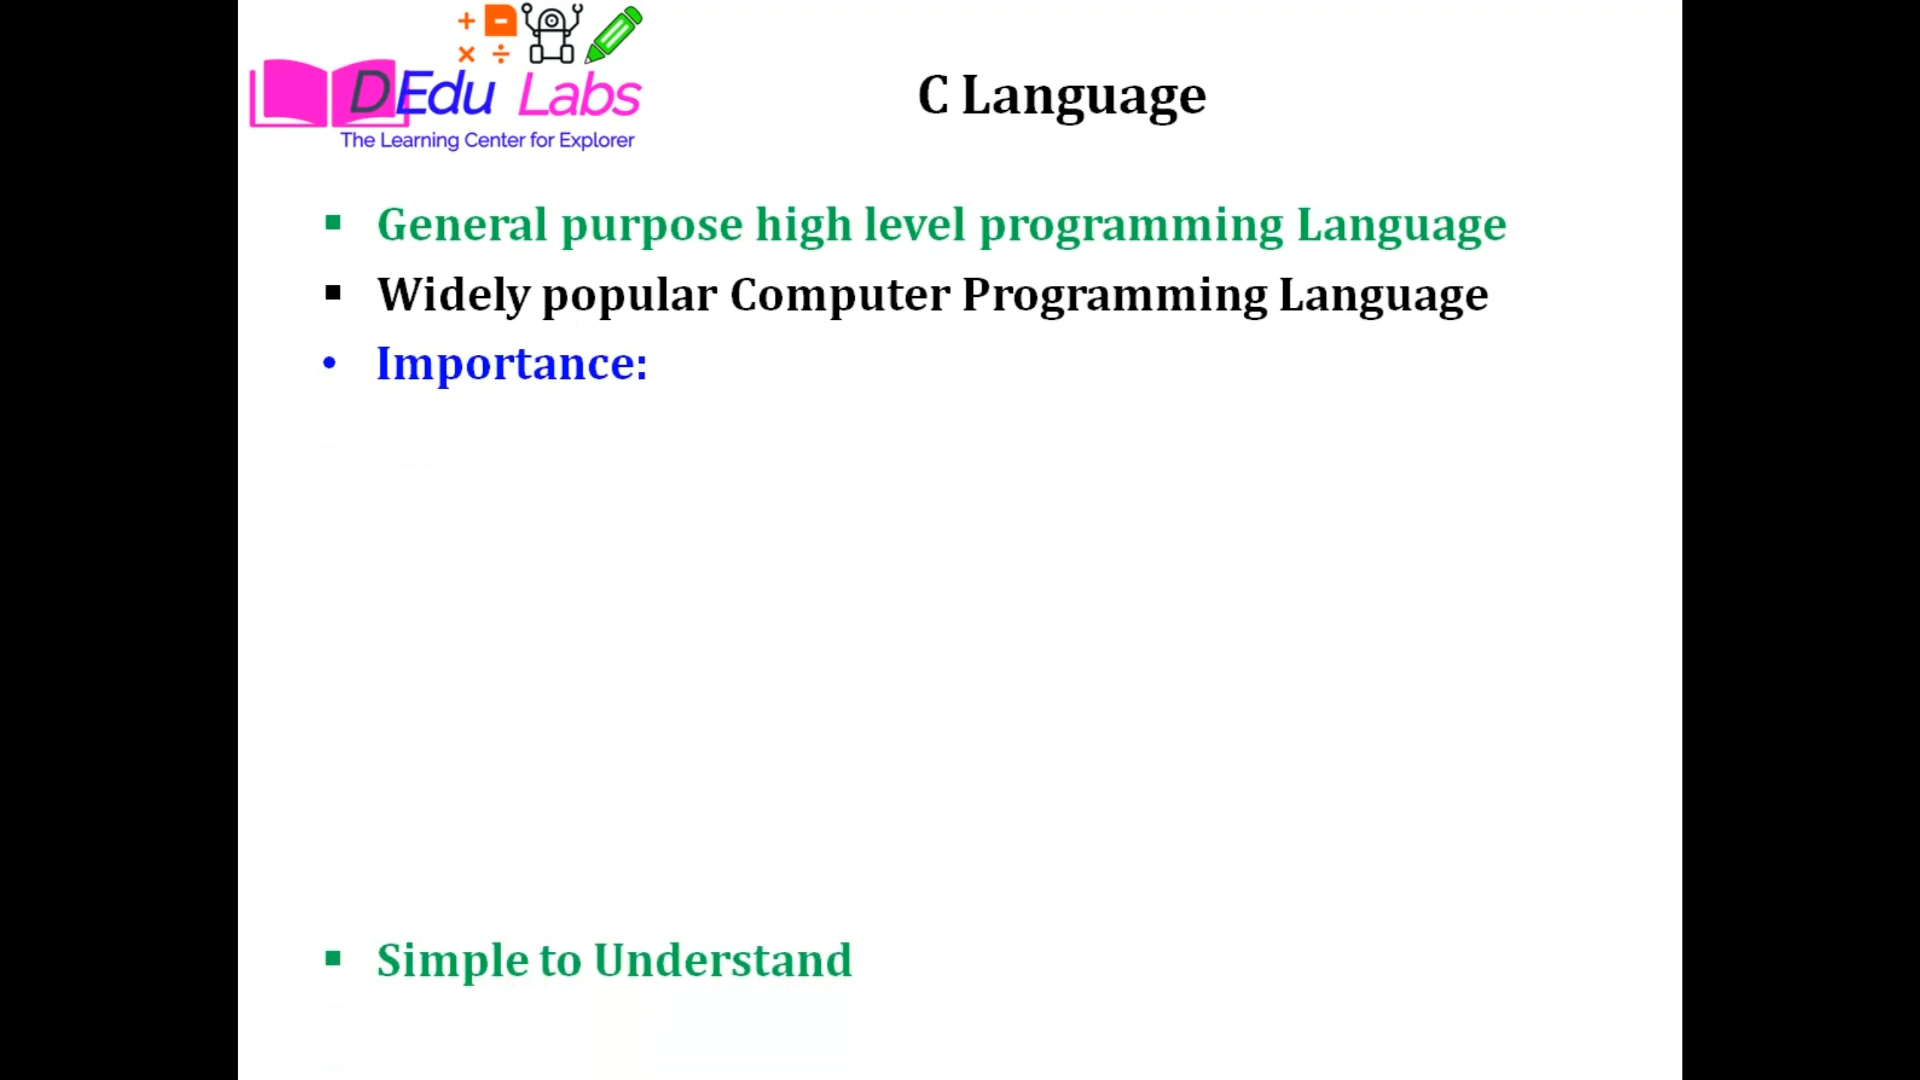 DEdu Labs
The Learning Center for Explorer
C Language
▪ General purpose high level programming Language
▪ Widely popular Computer Programming Language
• Importance:
▪ Simple to Understand